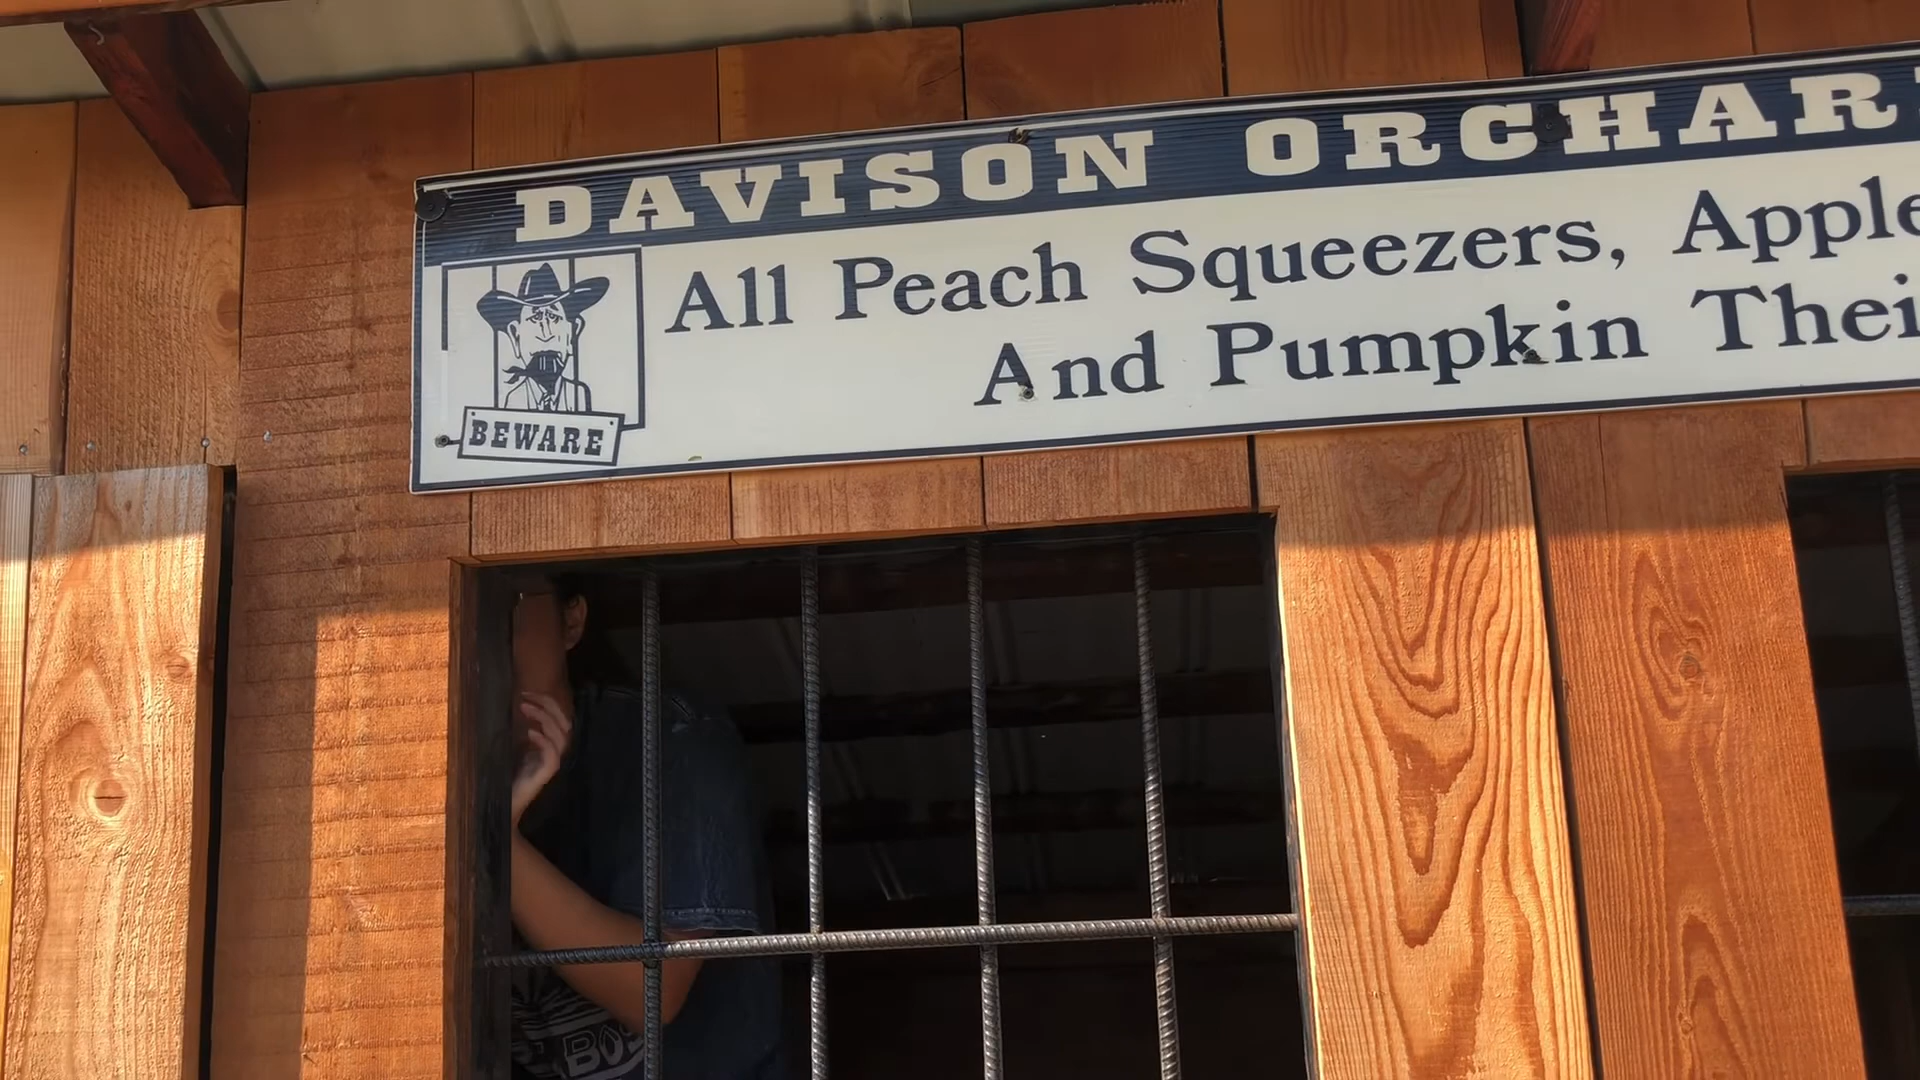 DAVISON ORCHAR
All Peach Squeezers, Apple
And Pumpkin Thei
BEWARE